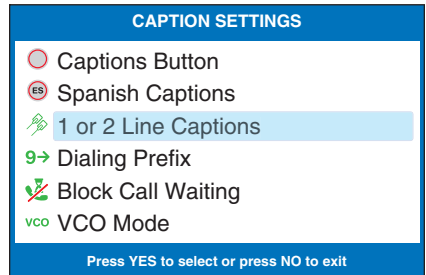 CAPTION SETTINGS
Captions Button
ES Spanish Captions
1 or 2 Line Captions
9→ Dialing Prefix
Block Call Waiting
VCO VCO Mode
Press YES to select or press NO to exit